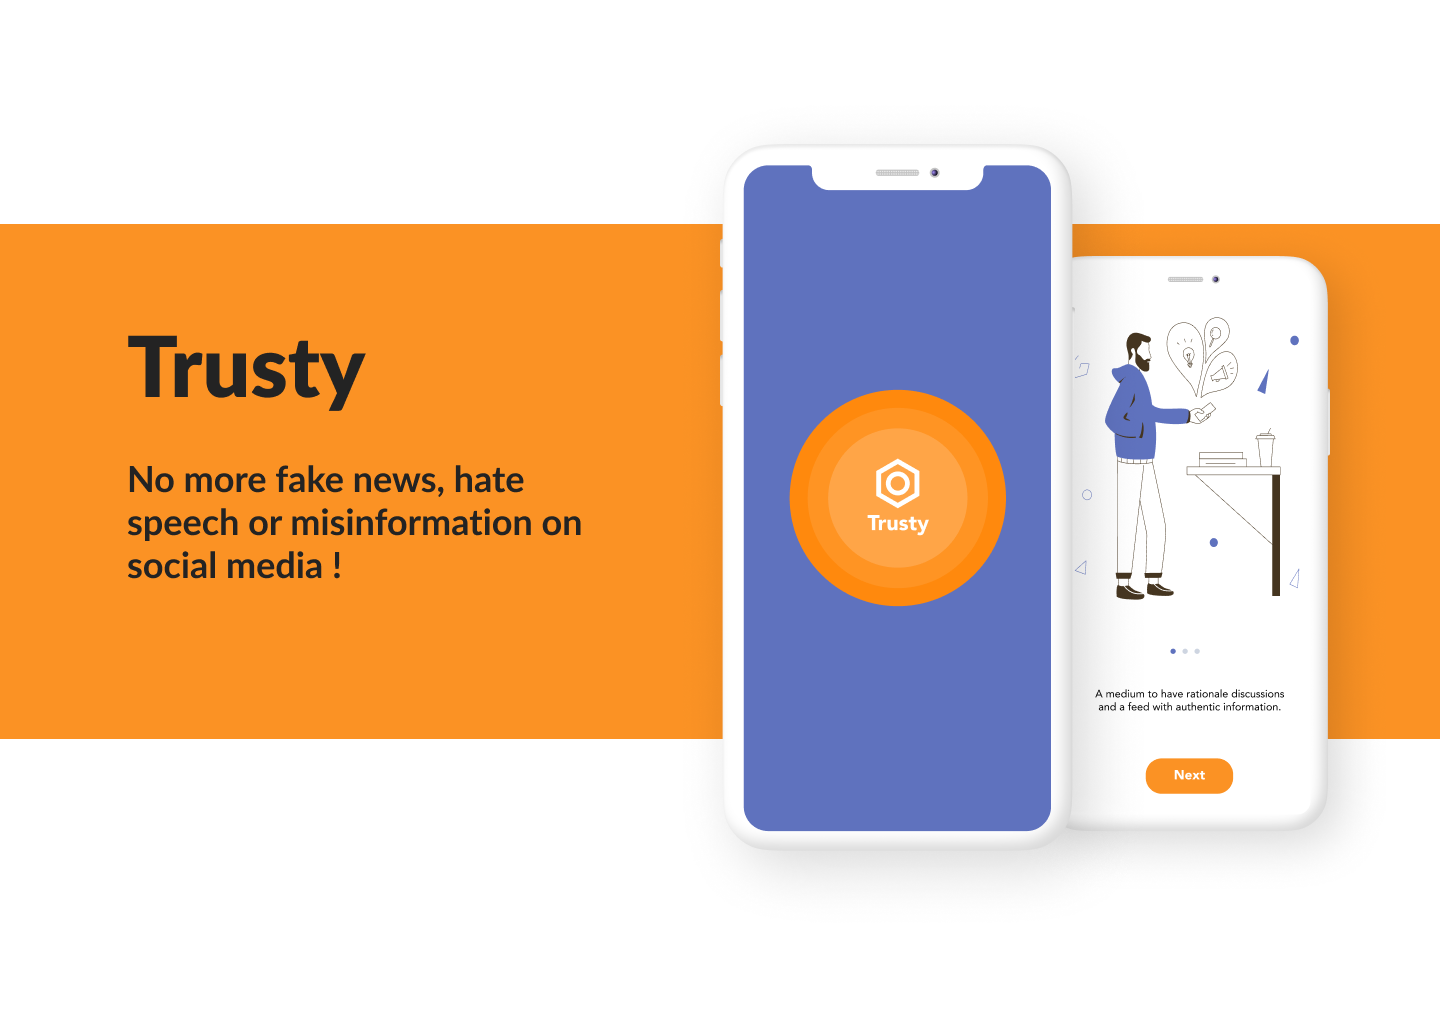 Trusty
No more fake news, hate
speech or misinformation on
social media !
Trusty
A medium to have rationale discussions
and a feed with authentic information.
Next